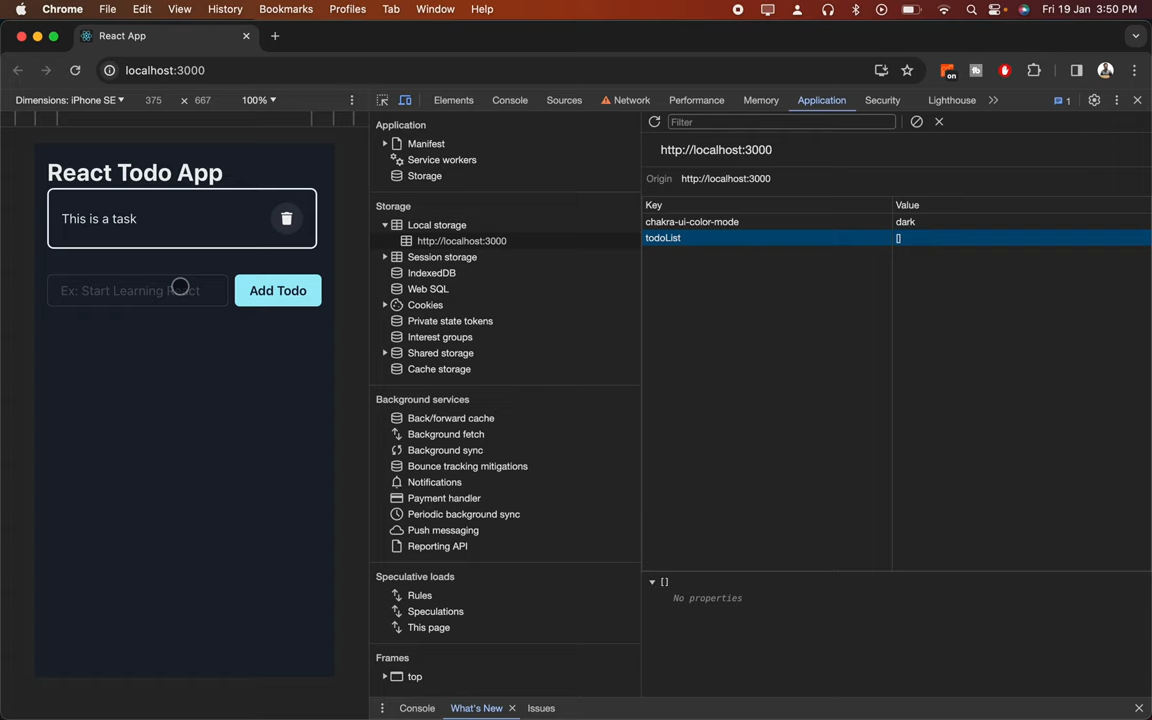 Chrome File Edit View History Bookmarks Profiles Tab Window Help Fri 19 Jan 3:50 PM
React App
localhost:3000
on
Dimensions: iPhone SE 375 × 667 100%
Elements Console Sources Network Performance Memory Application Security Lighthouse 1
React Todo App
This is a task
Ex: Start Learning React
Add Todo
Application
Manifest
Service workers
Storage
Storage
Local storage
http://localhost:3000
Session storage
IndexedDB
Web SQL
Cookies
Private state tokens
Interest groups
Shared storage
Cache storage
Background services
Back/forward cache
Background fetch
Background sync
Bounce tracking mitigations
Notifications
Payment handler
Periodic background sync
Push messaging
Reporting API
Speculative loads
Rules
Speculations
This page
Frames
top
Filter
http://localhost:3000
Origin http://localhost:3000
Key Value
chakra-ui-color-mode dark
todoList []
[]
No properties
Console What's New Issues